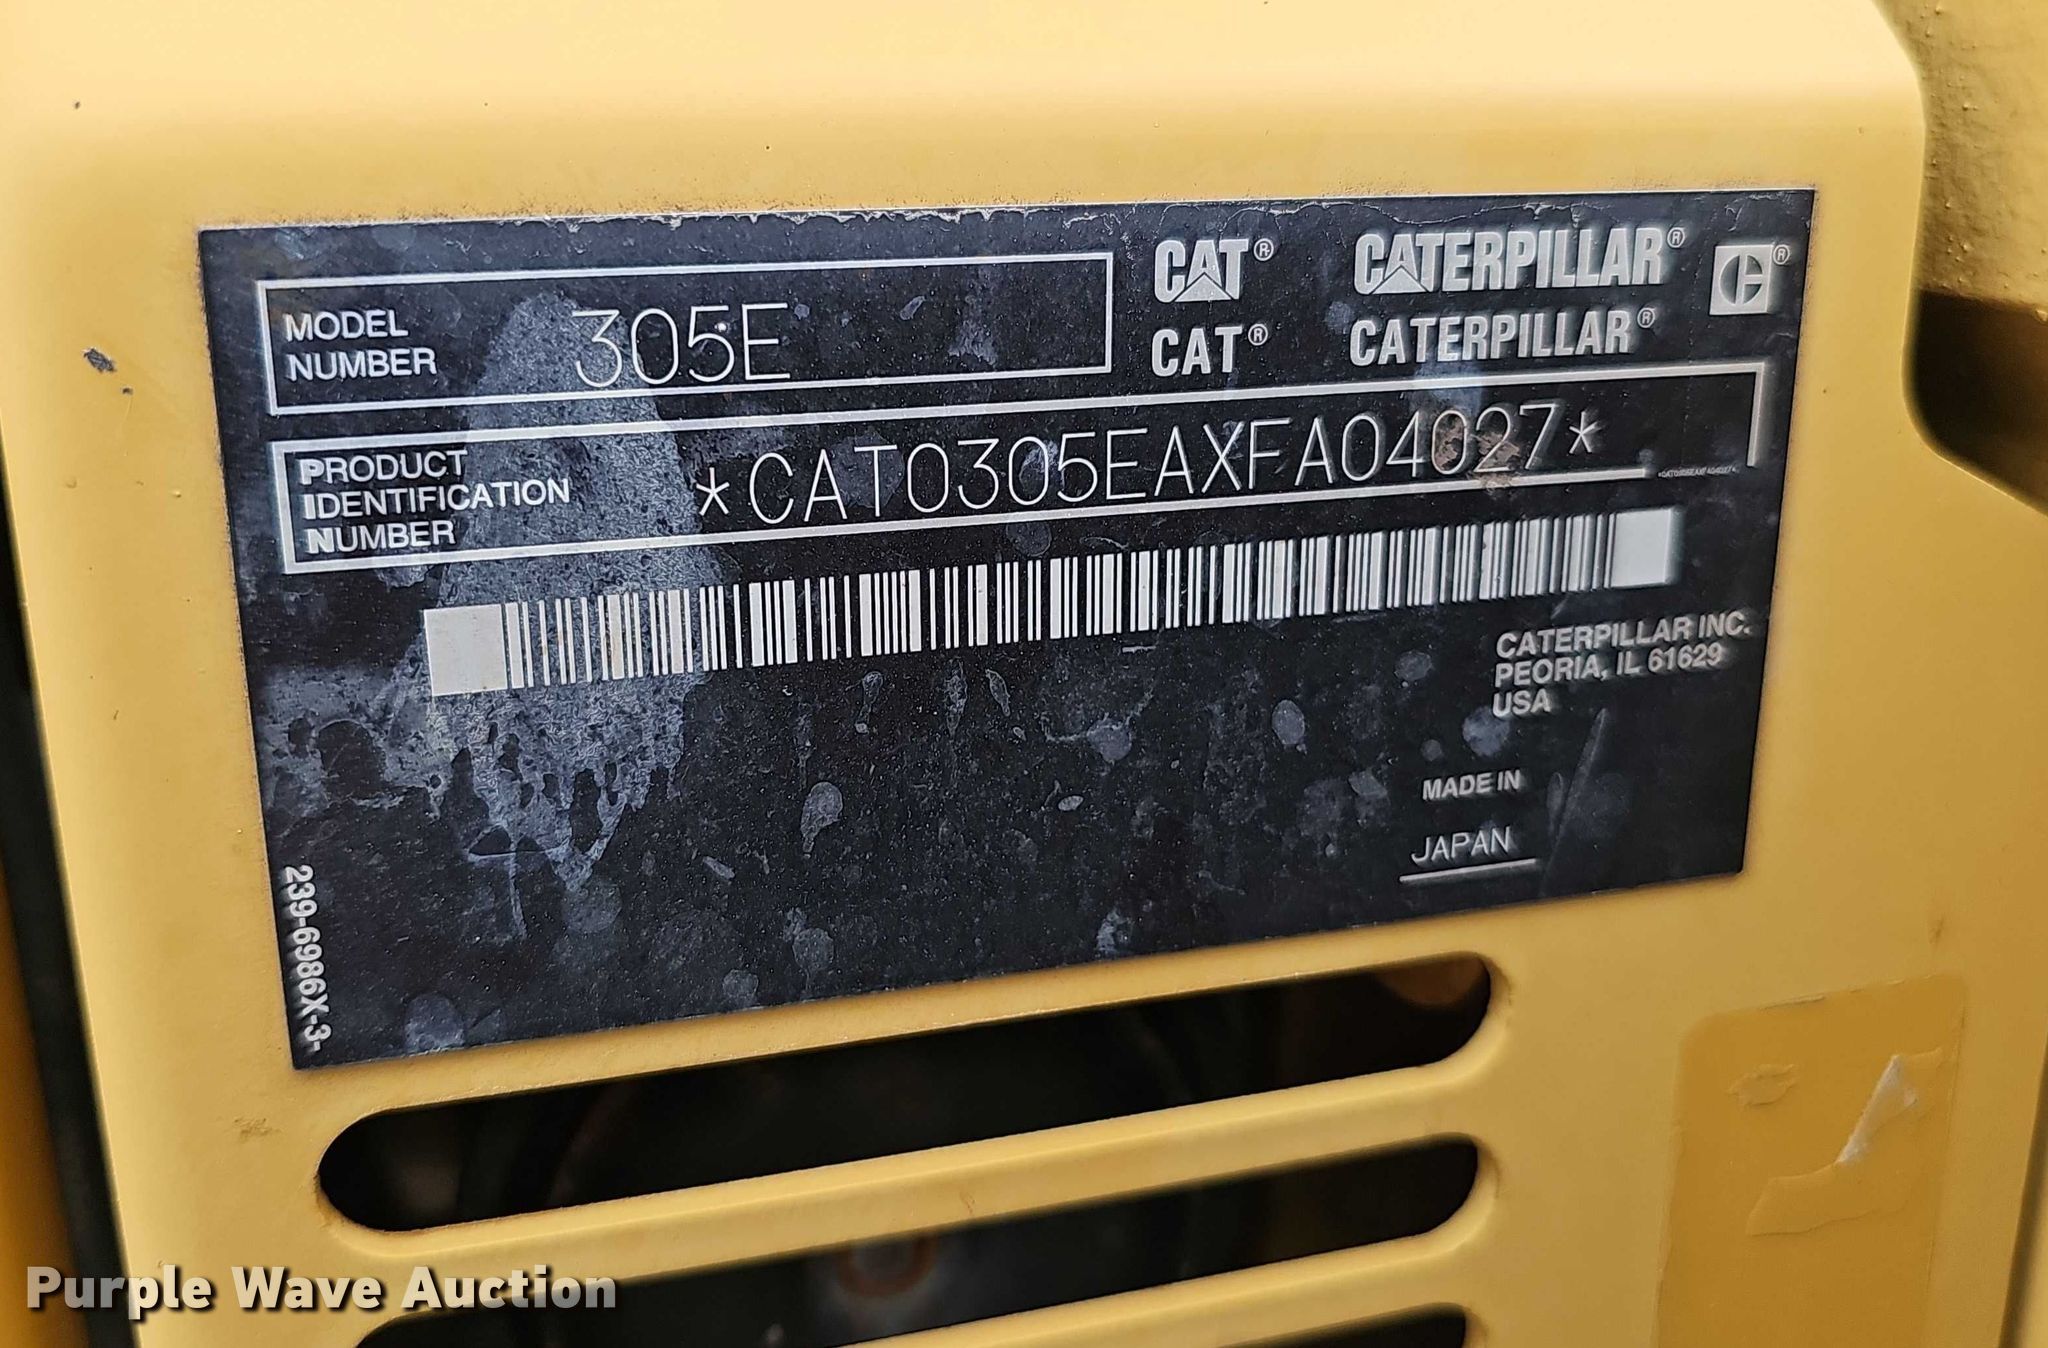 MODEL
NUMBER
305E
CAT® CATERPILLAR®
CAT® CATERPILLAR®
PRODUCT
IDENTIFICATION
NUMBER
*CAT0305EAXFA04027*
*CAT0305EAXFA04027*
CATERPILLAR INC.
PEORIA, IL 61629
USA
MADE IN
JAPAN
239-6986X-3-
Purple Wave Auction